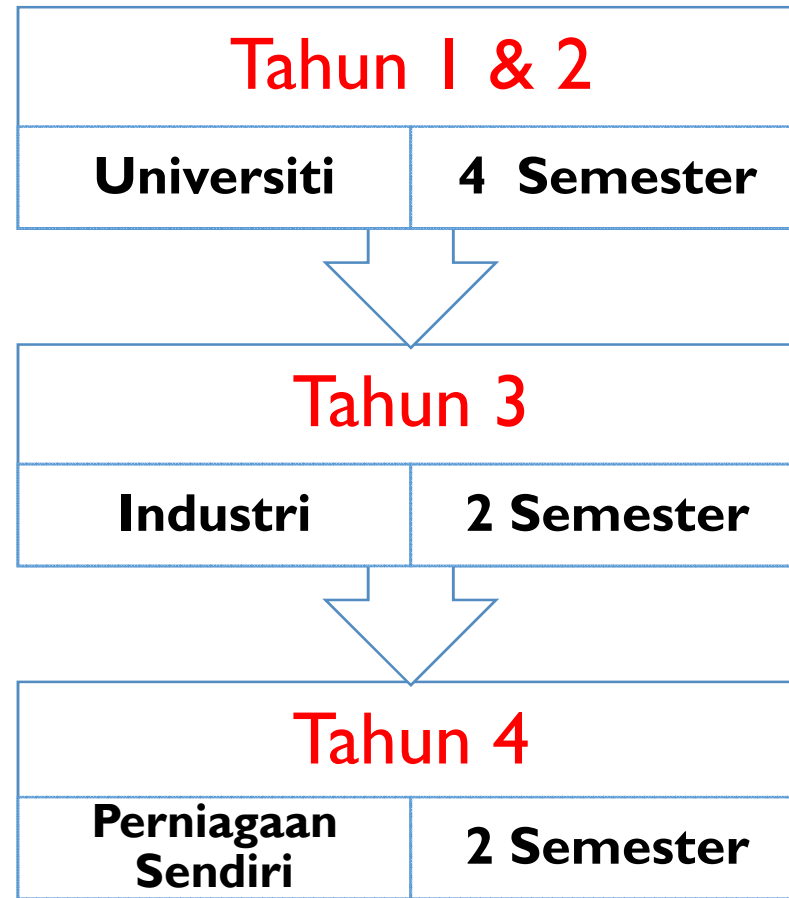 Tahun 1 & 2
Universiti
4 Semester
Tahun 3
Industri
2 Semester
Tahun 4
Perniagaan
Sendiri
2 Semester